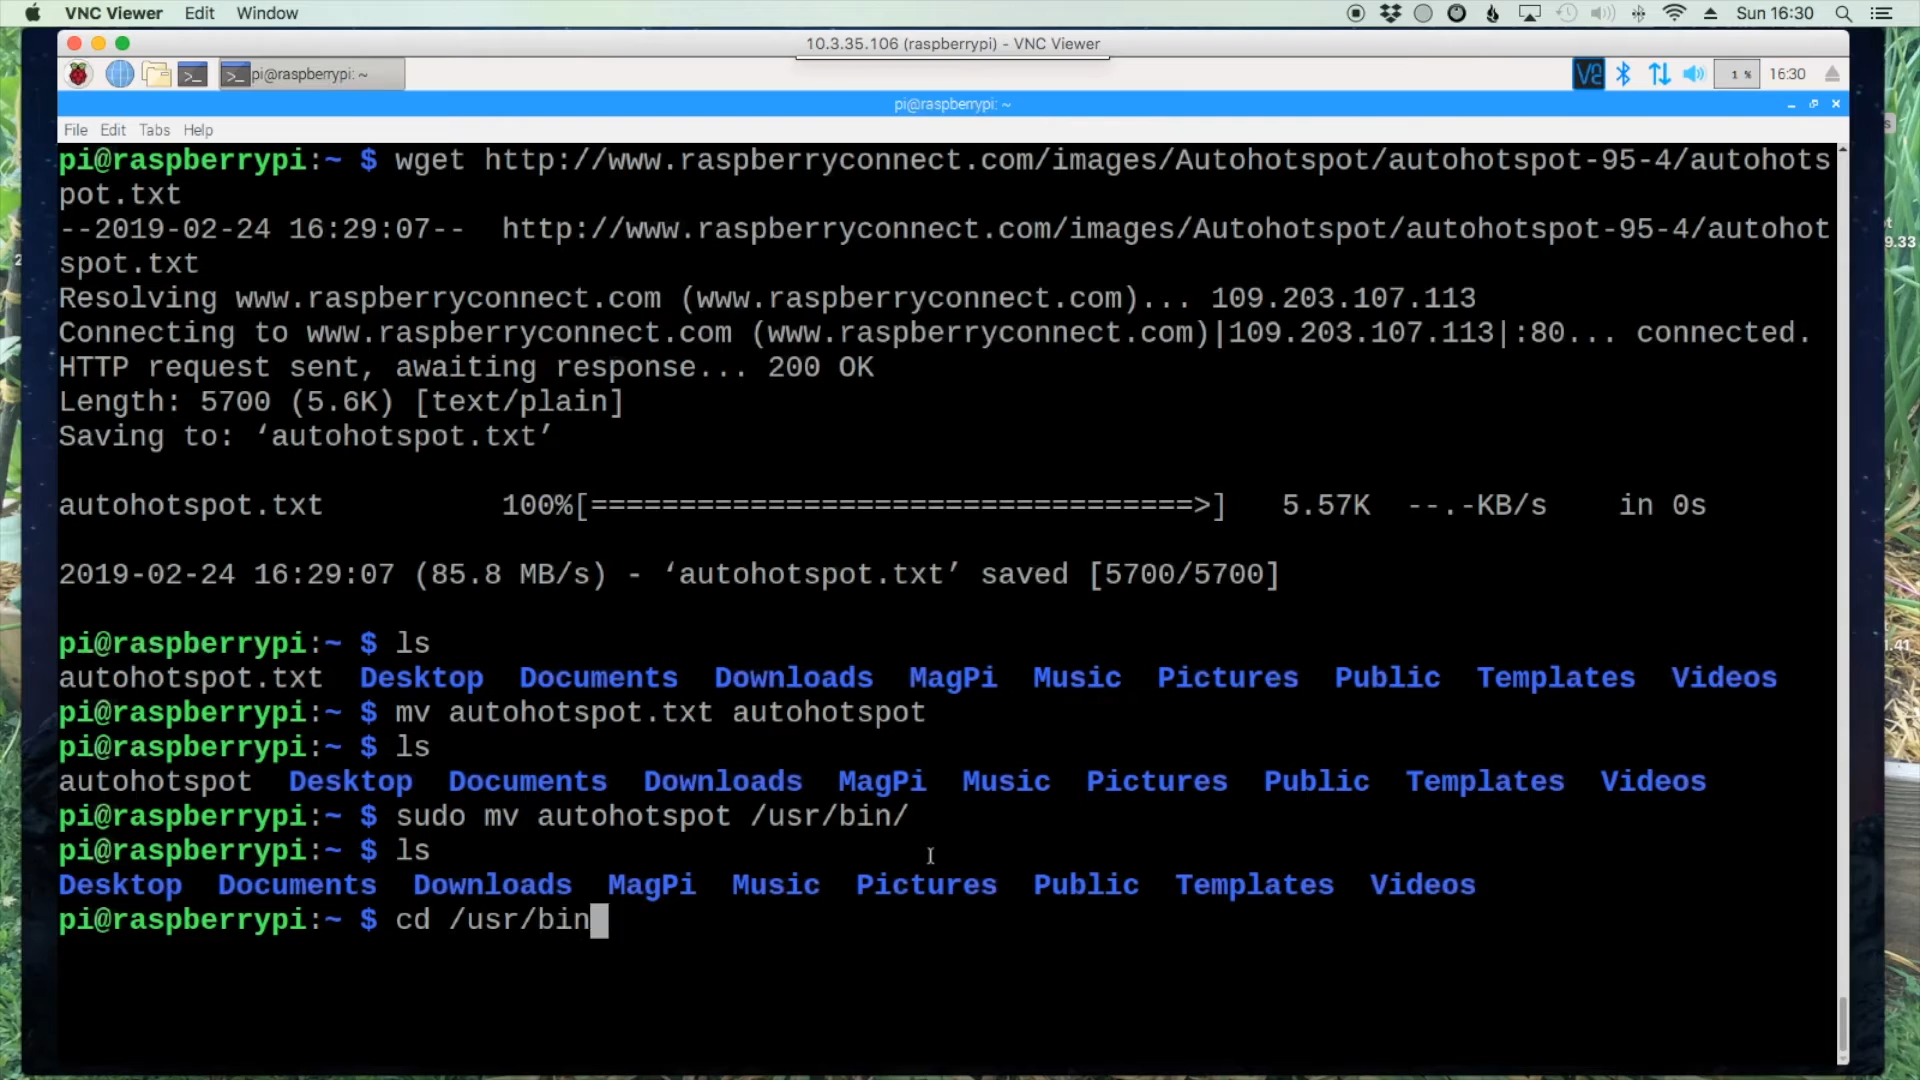 VNC Viewer Edit Window Sun 16:30
10.3.35.106 (raspberrypi) - VNC Viewer
>_ >_ pi@raspberrypi: ~ V2 1 % 16:30
pi@raspberrypi: ~
File Edit Tabs Help
pi@raspberrypi:~ $ wget http://www.raspberryconnect.com/images/Autohotspot/autohotspot-95-4/autohots
pot.txt
--2019-02-24 16:29:07-- http://www.raspberryconnect.com/images/Autohotspot/autohotspot-95-4/autohot
spot.txt
Resolving www.raspberryconnect.com (www.raspberryconnect.com)... 109.203.107.113
Connecting to www.raspberryconnect.com (www.raspberryconnect.com)|109.203.107.113|:80... connected.
HTTP request sent, awaiting response... 200 OK
Length: 5700 (5.6K) [text/plain]
Saving to: ‘autohotspot.txt’
autohotspot.txt 100%[==================================>] 5.57K --.-KB/s in 0s
2019-02-24 16:29:07 (85.8 MB/s) - ‘autohotspot.txt’ saved [5700/5700]
pi@raspberrypi:~ $ ls
autohotspot.txt Desktop Documents Downloads MagPi Music Pictures Public Templates Videos
pi@raspberrypi:~ $ mv autohotspot.txt autohotspot
pi@raspberrypi:~ $ ls
autohotspot Desktop Documents Downloads MagPi Music Pictures Public Templates Videos
pi@raspberrypi:~ $ sudo mv autohotspot /usr/bin/
pi@raspberrypi:~ $ ls
Desktop Documents Downloads MagPi Music Pictures Public Templates Videos
pi@raspberrypi:~ $ cd /usr/bin